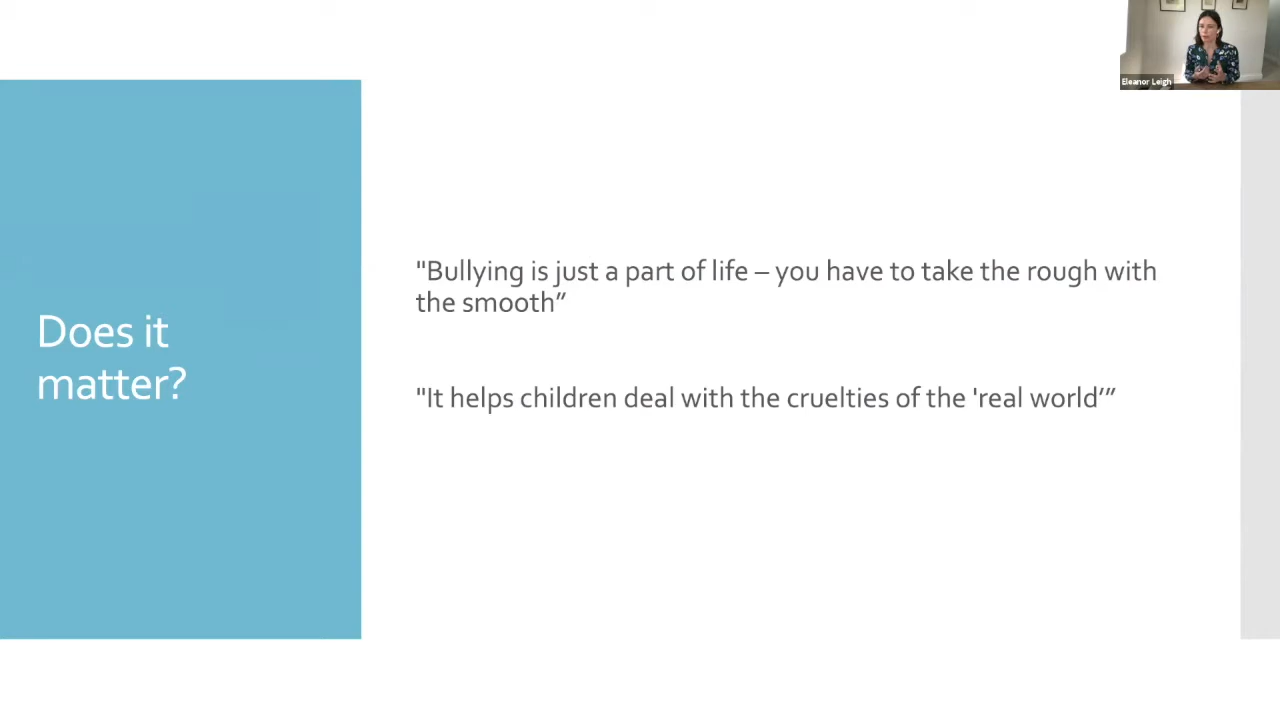 Eleanor Leigh
Does it
matter?
"Bullying is just a part of life – you have to take the rough with
the smooth”
"It helps children deal with the cruelties of the 'real world’”